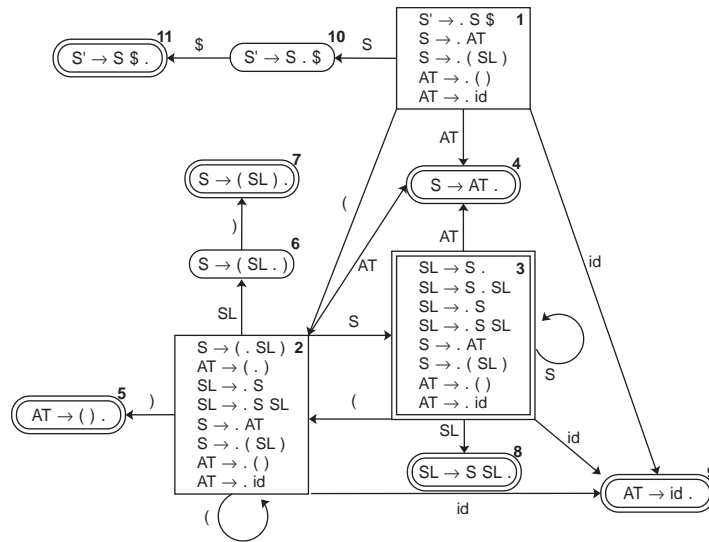 11
S' → S $ .
$
10
S' → S . $
S
1
S' → . S $
S → . AT
S → . ( SL )
AT → . ( )
AT → . id
AT
(
id
7
S → ( SL ) .
)
4
S → AT .
AT
AT
6
S → ( SL . )
SL
3
SL → S .
SL → S . SL
SL → . S
SL → . S SL
S → . AT
S → . ( SL )
AT → . ( )
AT → . id
S
S
2
S → ( . SL )
AT → ( . )
SL → . S
SL → . S SL
S → . AT
S → . ( SL )
AT → . ( )
AT → . id
5
AT → ( ) .
)
(
SL
id
8
SL → S SL .
AT → id .
(
id